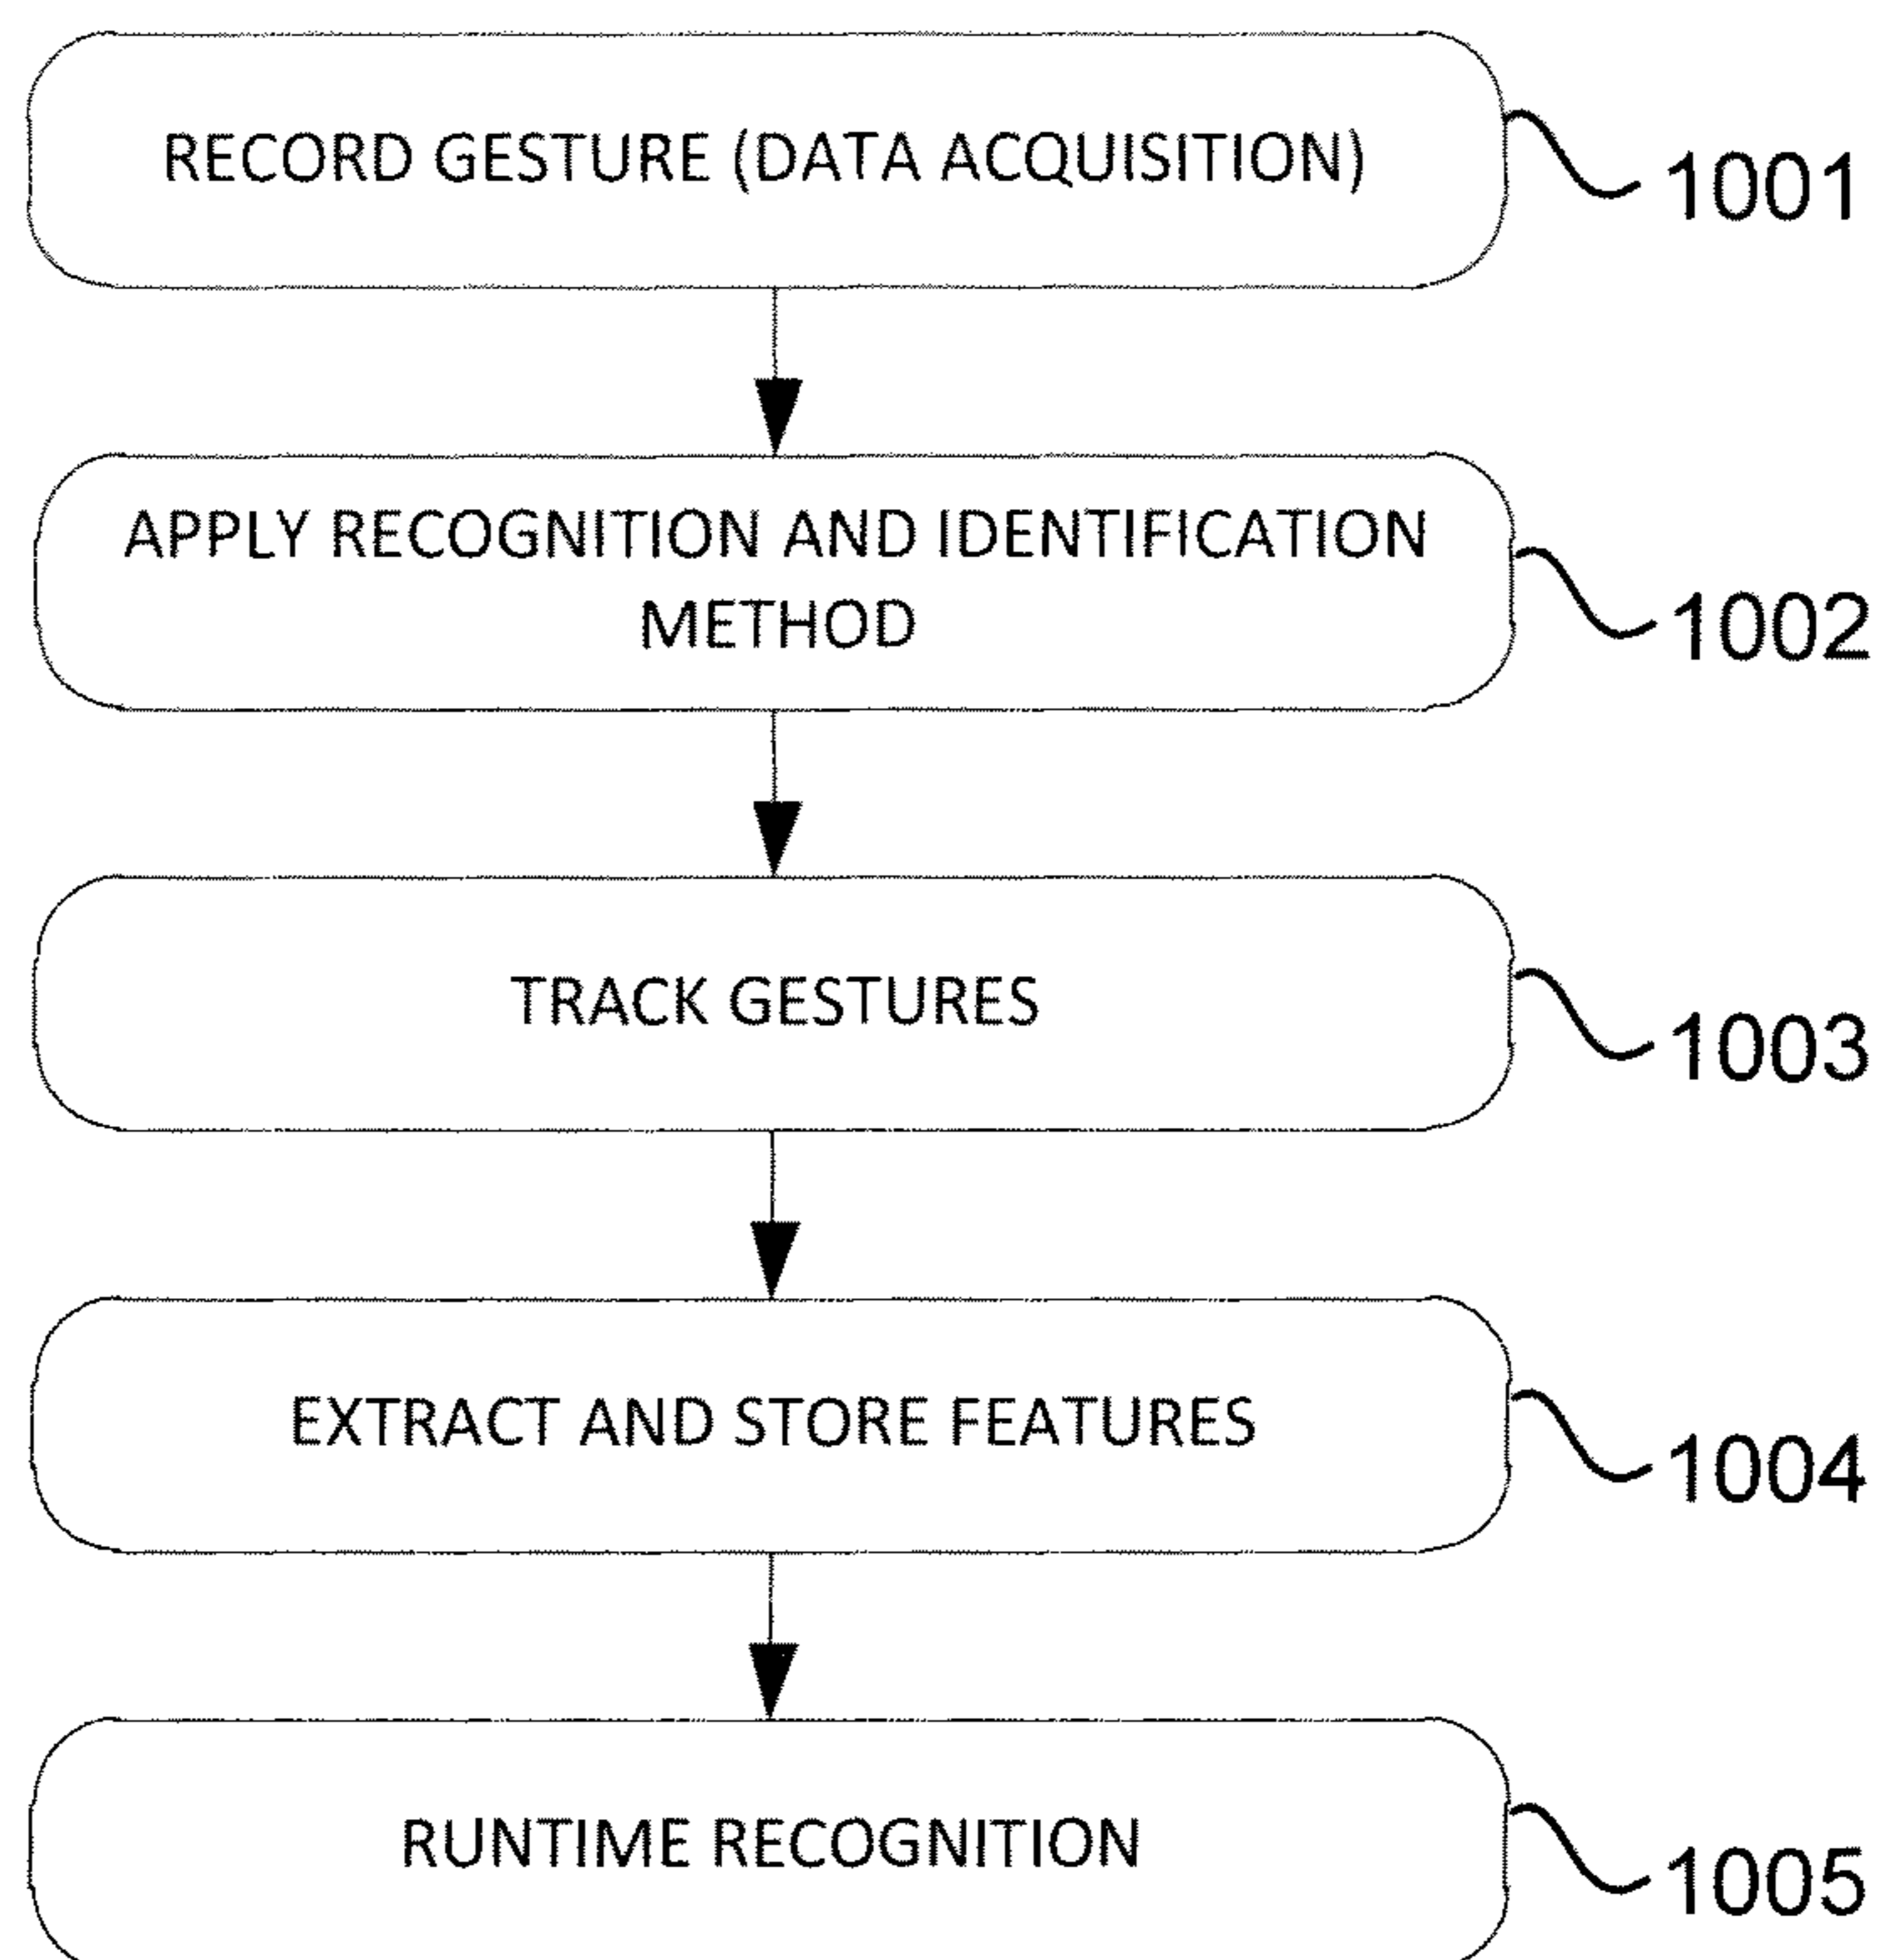 RECORD GESTURE (DATA ACQUISITION)
1001
APPLY RECOGNITION AND IDENTIFICATION
METHOD
1002
TRACK GESTURES
1003
EXTRACT AND STORE FEATURES
1004
RUNTIME RECOGNITION
1005